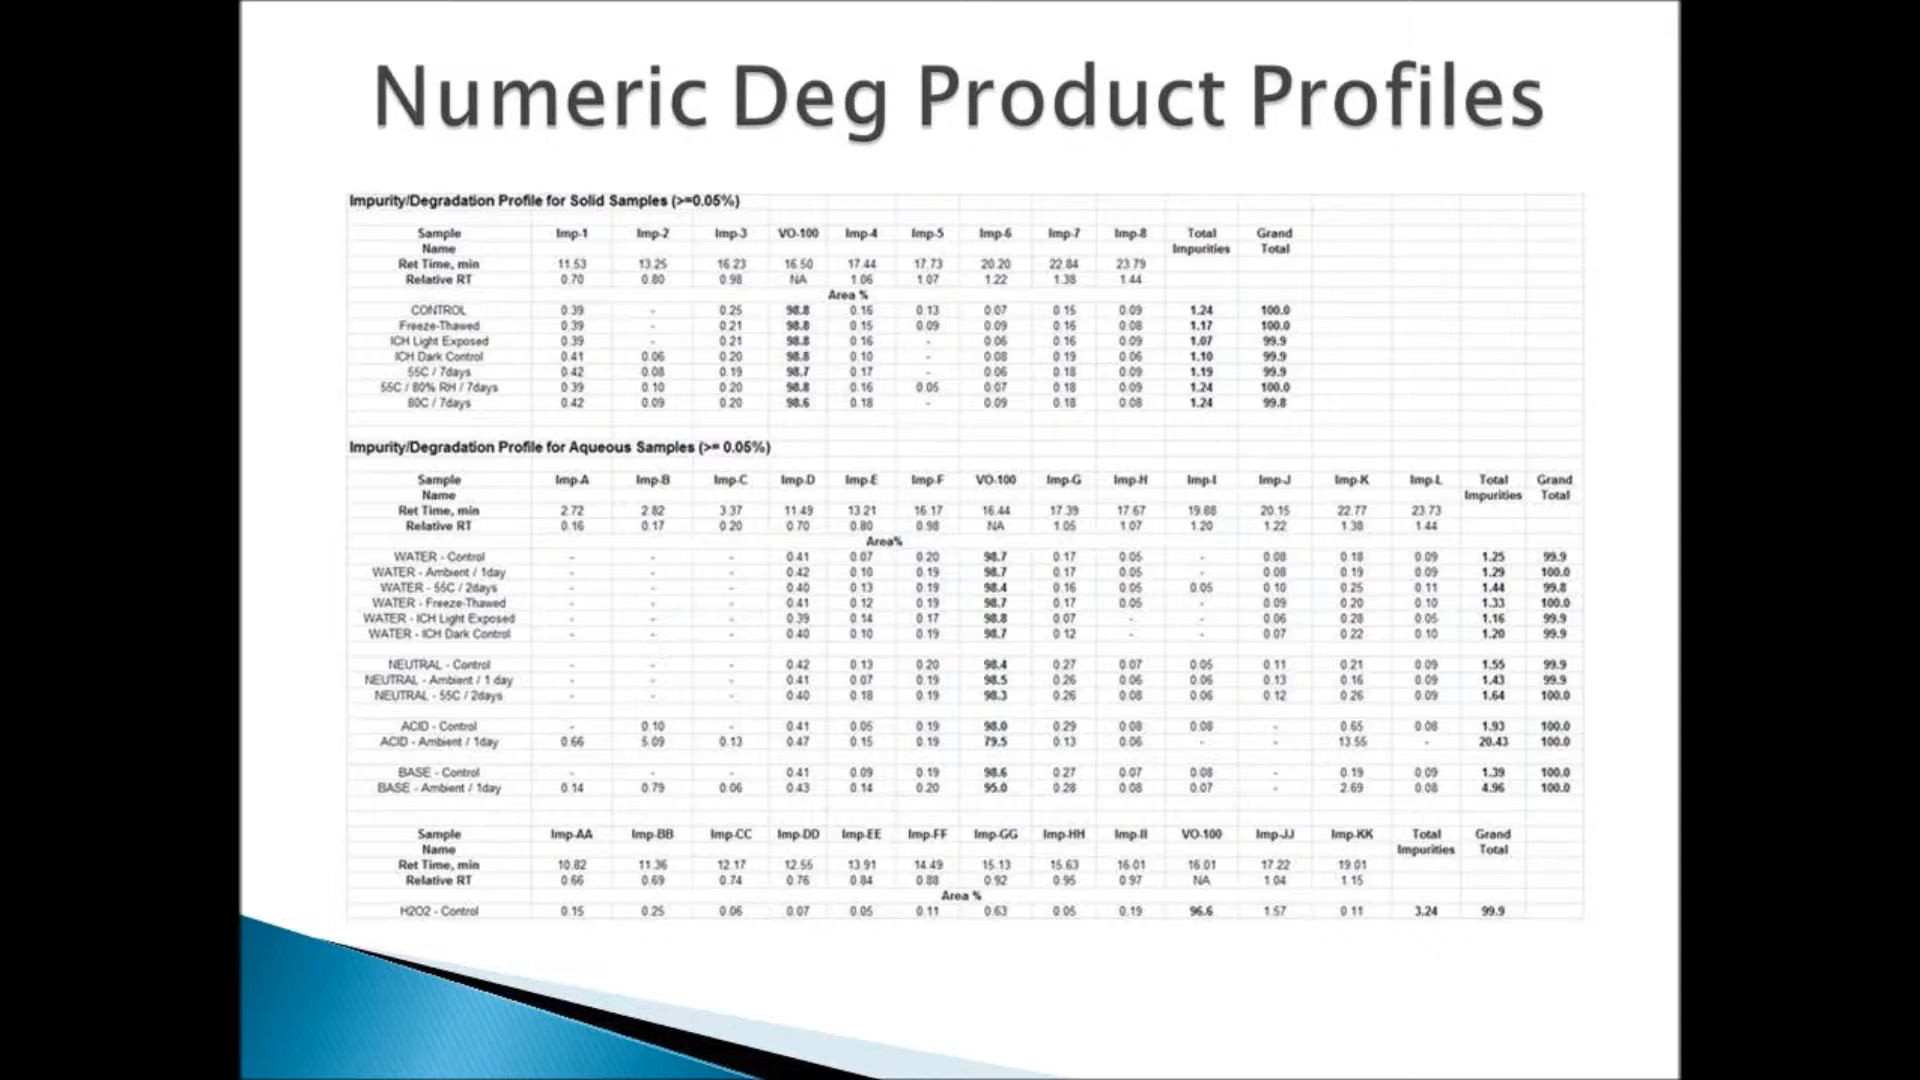 Numeric Deg Product Profiles
Impurity/Degradation Profile for Solid Samples (>=0.05%)
Sample Imp-1 Imp-2 Imp-3 VO-100 Imp-4 Imp-5 Imp-6 Imp-7 Imp-8 Total Grand
Name Impurities Total
Ret Time, min 11.53 13.25 16.23 16.50 17.44 17.73 20.20 22.84 23.79
Relative RT 0.70 0.80 0.98 NA 1.06 1.07 1.22 1.38 1.44
Area %
CONTROL 0.39 - 0.25 98.8 0.16 0.13 0.07 0.15 0.09 1.24 100.0
Freeze-Thawed 0.39 - 0.21 98.8 0.15 0.09 0.09 0.16 0.08 1.17 100.0
ICH Light Exposed 0.39 - 0.21 98.8 0.16 - 0.06 0.16 0.09 1.07 99.9
ICH Dark Control 0.41 0.06 0.20 98.8 0.10 - 0.08 0.19 0.06 1.10 99.9
55C / 7days 0.42 0.08 0.19 98.7 0.17 - 0.06 0.18 0.09 1.19 99.9
55C / 80% RH / 7days 0.39 0.10 0.20 98.8 0.16 0.05 0.07 0.18 0.09 1.24 100.0
80C / 7days 0.42 0.09 0.20 98.6 0.18 - 0.09 0.18 0.08 1.24 99.8
Impurity/Degradation Profile for Aqueous Samples (>= 0.05%)
Sample Imp-A Imp-B Imp-C Imp-D Imp-E Imp-F VO-100 Imp-G Imp-H Imp-I Imp-J Imp-K Imp-L Total Grand
Name Impurities Total
Ret Time, min 2.72 2.82 3.37 11.49 13.21 16.17 16.44 17.39 17.67 19.88 20.15 22.77 23.73
Relative RT 0.16 0.17 0.20 0.70 0.80 0.98 NA 1.05 1.07 1.20 1.22 1.38 1.44
Area%
WATER - Control - - - 0.41 0.07 0.20 98.7 0.17 0.05 - 0.08 0.18 0.09 1.25 99.9
WATER - Ambient / 1day - - - 0.42 0.10 0.19 98.7 0.17 0.05 - 0.08 0.19 0.09 1.29 100.0
WATER - 55C / 2days - - - 0.40 0.13 0.19 98.4 0.16 0.05 0.05 0.10 0.25 0.11 1.44 99.8
WATER - Freeze-Thawed - - - 0.41 0.12 0.19 98.7 0.17 0.05 - 0.09 0.20 0.10 1.33 100.0
WATER - ICH Light Exposed - - - 0.39 0.14 0.17 98.8 0.07 - - 0.06 0.28 0.05 1.16 99.9
WATER - ICH Dark Control - - - 0.40 0.10 0.19 98.7 0.12 - - 0.07 0.22 0.10 1.20 99.9
NEUTRAL - Control - - - 0.42 0.13 0.20 98.4 0.27 0.07 0.05 0.11 0.21 0.09 1.55 99.9
NEUTRAL - Ambient / 1 day - - - 0.41 0.07 0.19 98.5 0.26 0.06 0.06 0.13 0.16 0.09 1.43 99.9
NEUTRAL - 55C / 2days - - - 0.40 0.18 0.19 98.3 0.26 0.08 0.06 0.12 0.26 0.09 1.64 100.0
ACID - Control - 0.10 - 0.41 0.05 0.19 98.0 0.29 0.08 0.08 - 0.65 0.08 1.93 100.0
ACID - Ambient / 1day 0.66 5.09 0.13 0.47 0.15 0.19 79.5 0.13 0.06 - - 13.55 - 20.43 100.0
BASE - Control - - - 0.41 0.09 0.19 98.6 0.27 0.07 0.08 - 0.19 0.09 1.39 100.0
BASE - Ambient / 1day 0.14 0.79 0.06 0.43 0.14 0.20 95.0 0.28 0.08 0.07 - 2.69 0.08 4.96 100.0
Sample Imp-AA Imp-BB Imp-CC Imp-DD Imp-EE Imp-FF Imp-GG Imp-HH Imp-II VO-100 Imp-JJ Imp-KK Total Grand
Name Impurities Total
Ret Time, min 10.82 11.36 12.17 12.55 13.91 14.49 15.13 15.63 16.01 16.01 17.22 19.01
Relative RT 0.66 0.69 0.74 0.76 0.84 0.88 0.92 0.95 0.97 NA 1.04 1.15
Area %
H2O2 - Control 0.15 0.25 0.06 0.07 0.05 0.11 0.63 0.05 0.19 96.6 1.57 0.11 3.24 99.9